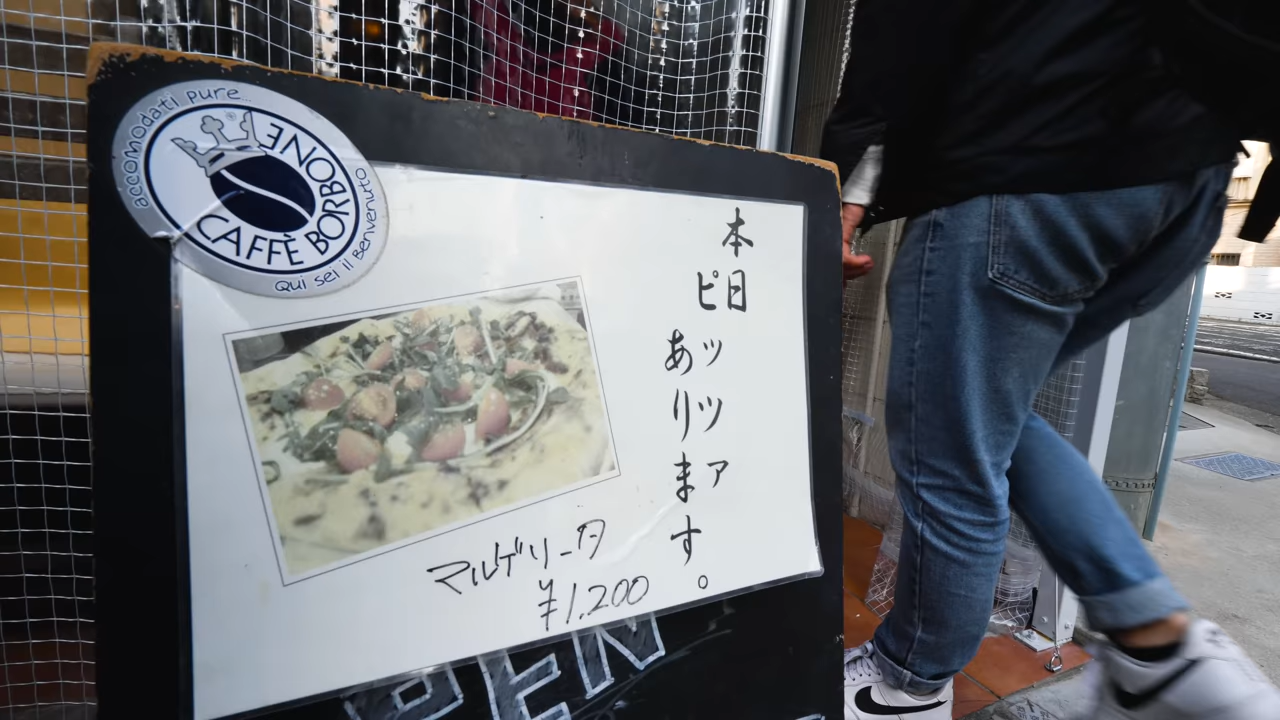 accomodati pure...
CAFFÈ BORBONE
®
Qui sei il Benvenuto
本日
ピッツァ
あります。
マルゲリータ
¥1,200
OPEN